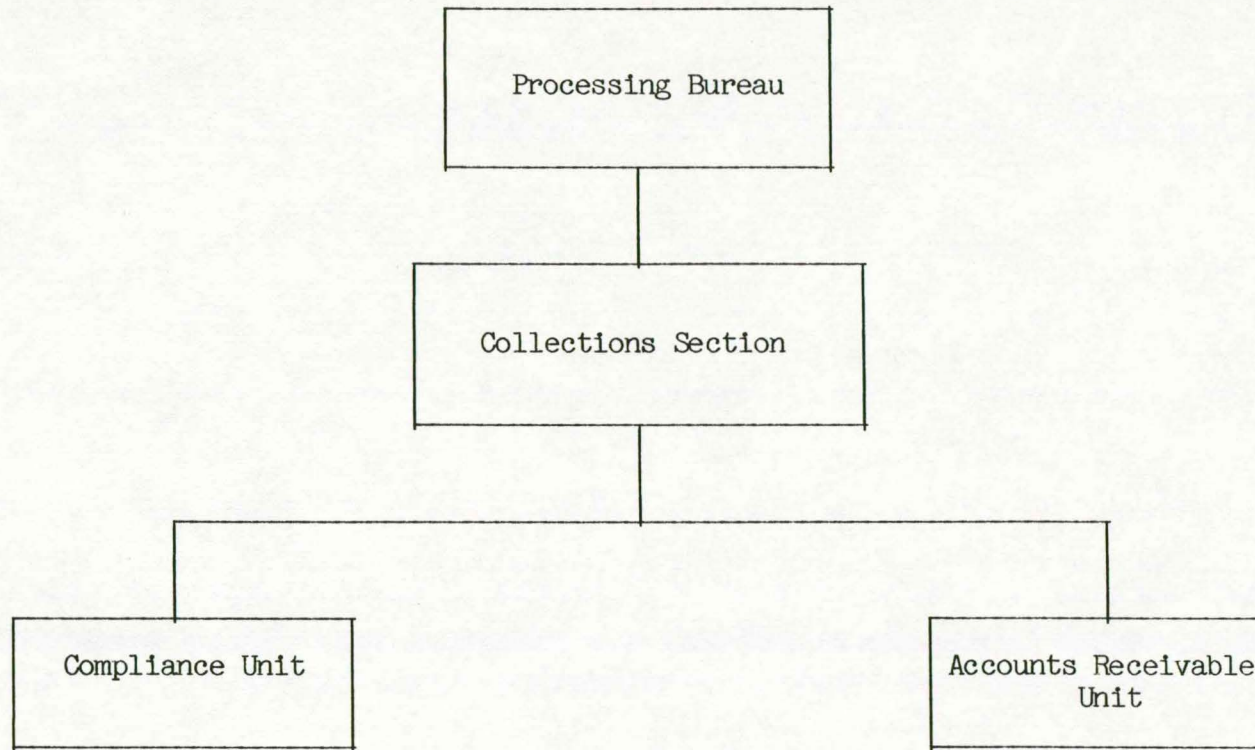 Processing Bureau
Collections Section
Compliance Unit
Accounts Receivable
Unit